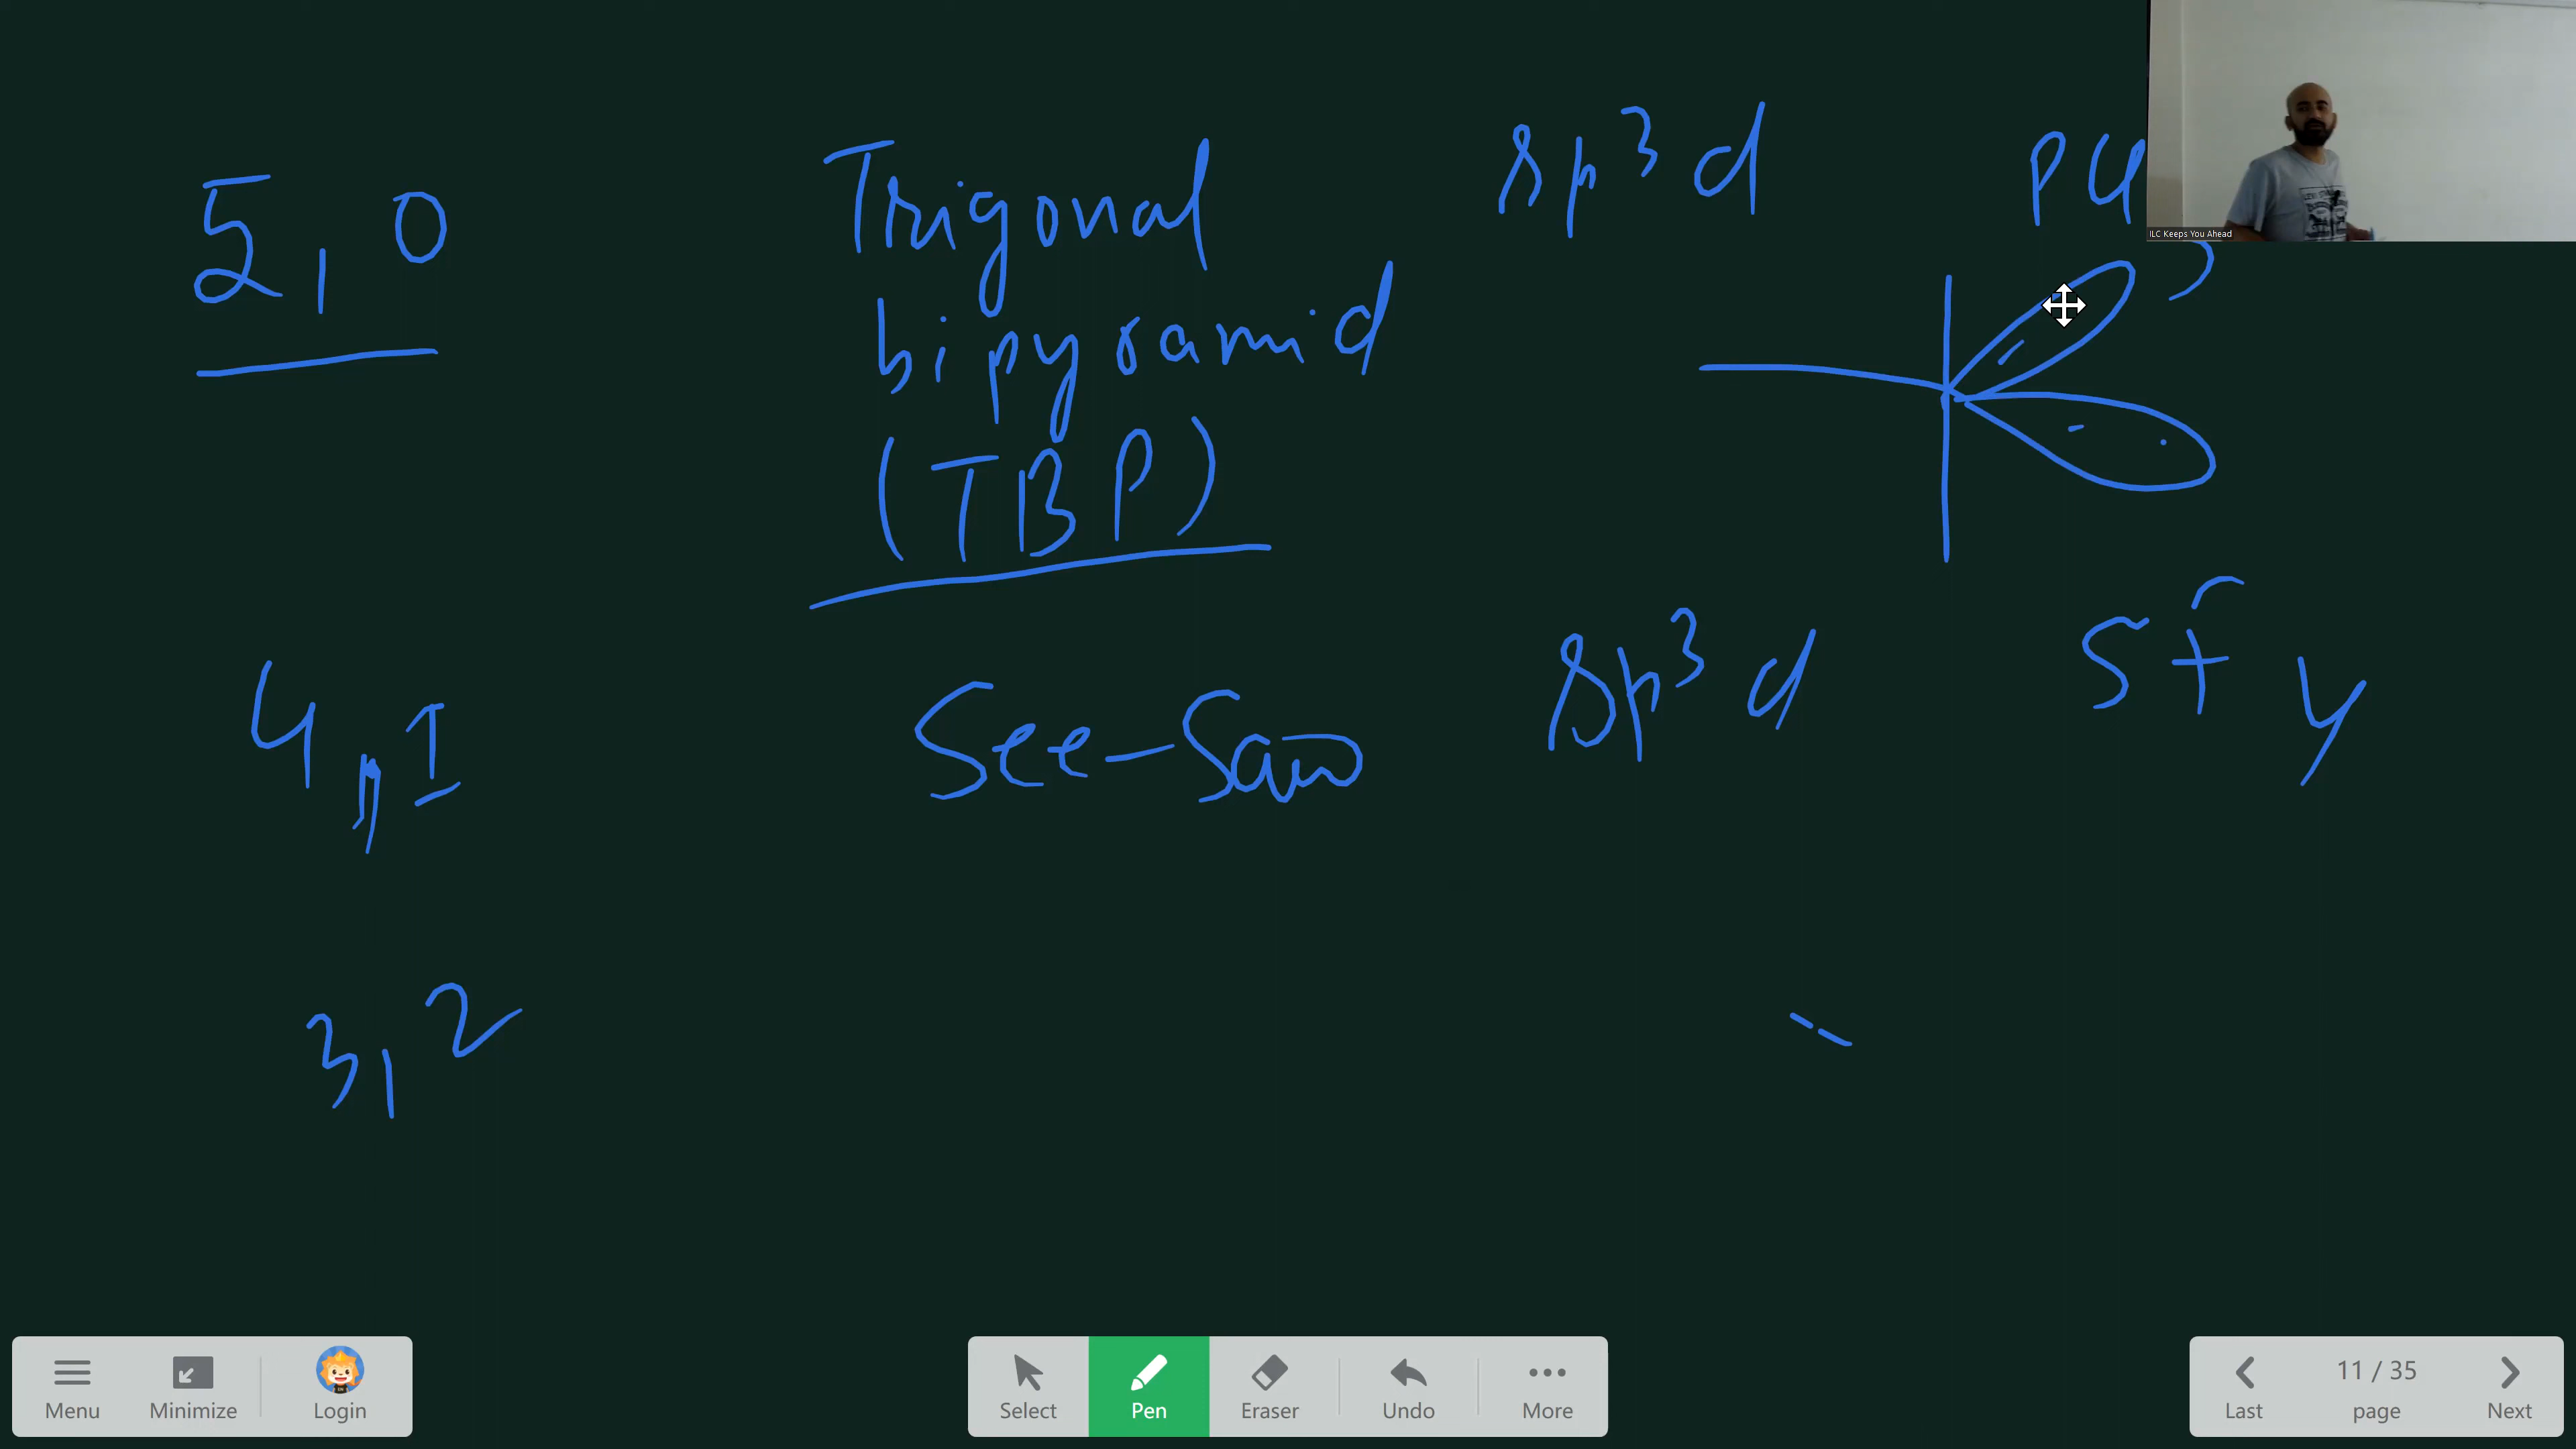 5, 0 Trigonal bipyramid (TBP) sp³d
4, 1 See-Saw sp³d SF4
3, 2
ILC Keeps You Ahead
Menu Minimize Login Select Pen Eraser Undo More Last 11 / 35 page Next